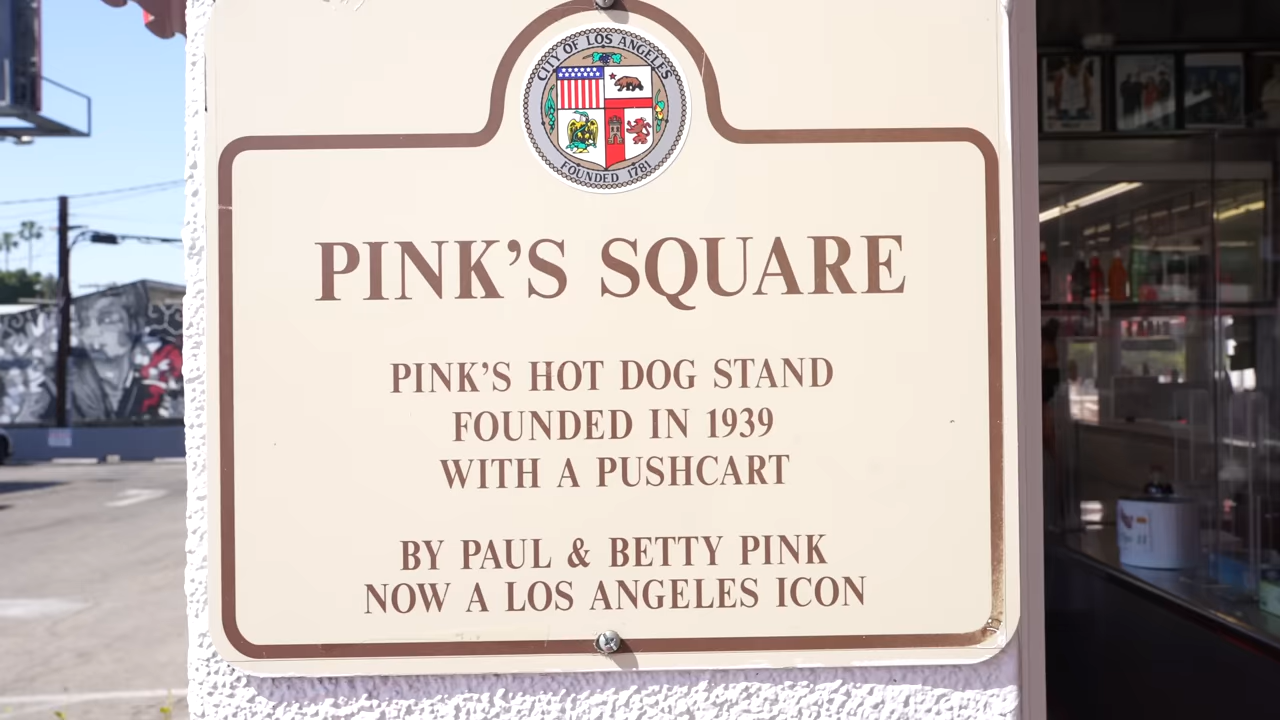 CITY OF LOS ANGELES
FOUNDED 1781
PINK'S SQUARE
PINK'S HOT DOG STAND
FOUNDED IN 1939
WITH A PUSHCART
BY PAUL & BETTY PINK
NOW A LOS ANGELES ICON